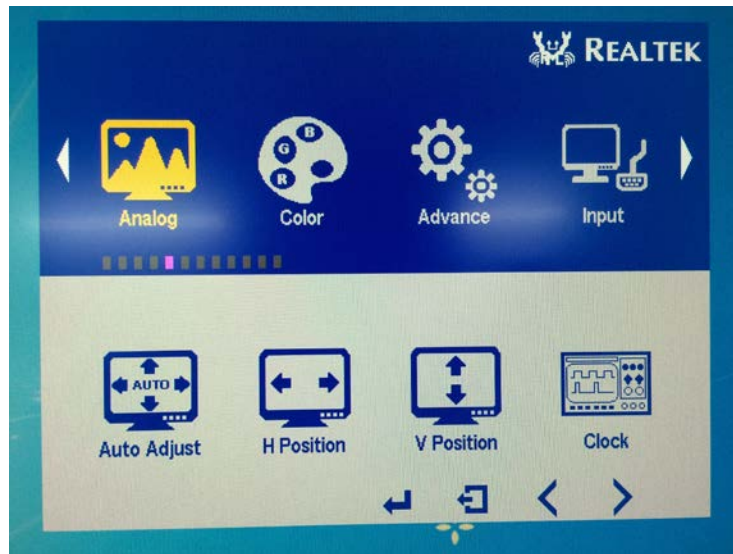 REALTEK
B
G
R
Analog
Color
Advance
Input
AUTO
Auto Adjust
H Position
V Position
Clock